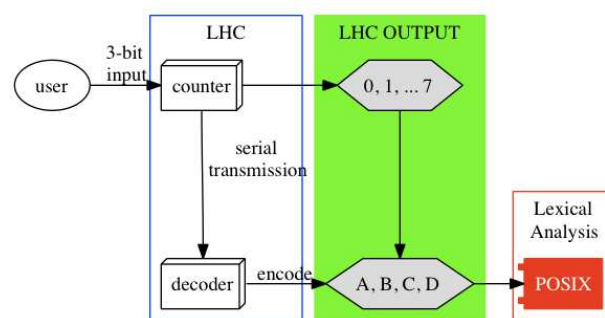 LHC
LHC OUTPUT
3-bit
input
user
counter
0, 1, ... 7
serial
transmission
Lexical
Analysis
decoder
encode
A, B, C, D
POSIX